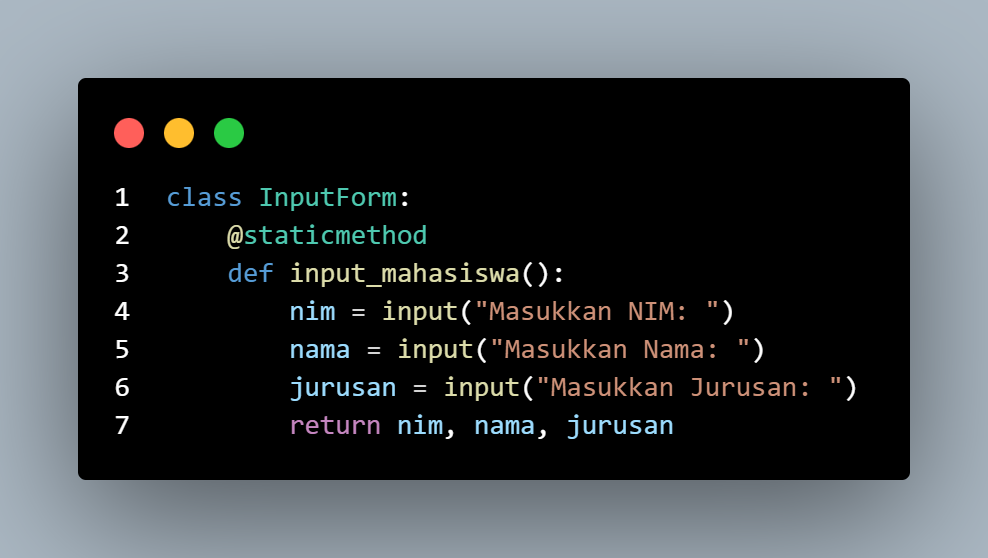 1 class InputForm:
2     @staticmethod
3     def input_mahasiswa():
4         nim = input("Masukkan NIM: ")
5         nama = input("Masukkan Nama: ")
6         jurusan = input("Masukkan Jurusan: ")
7         return nim, nama, jurusan